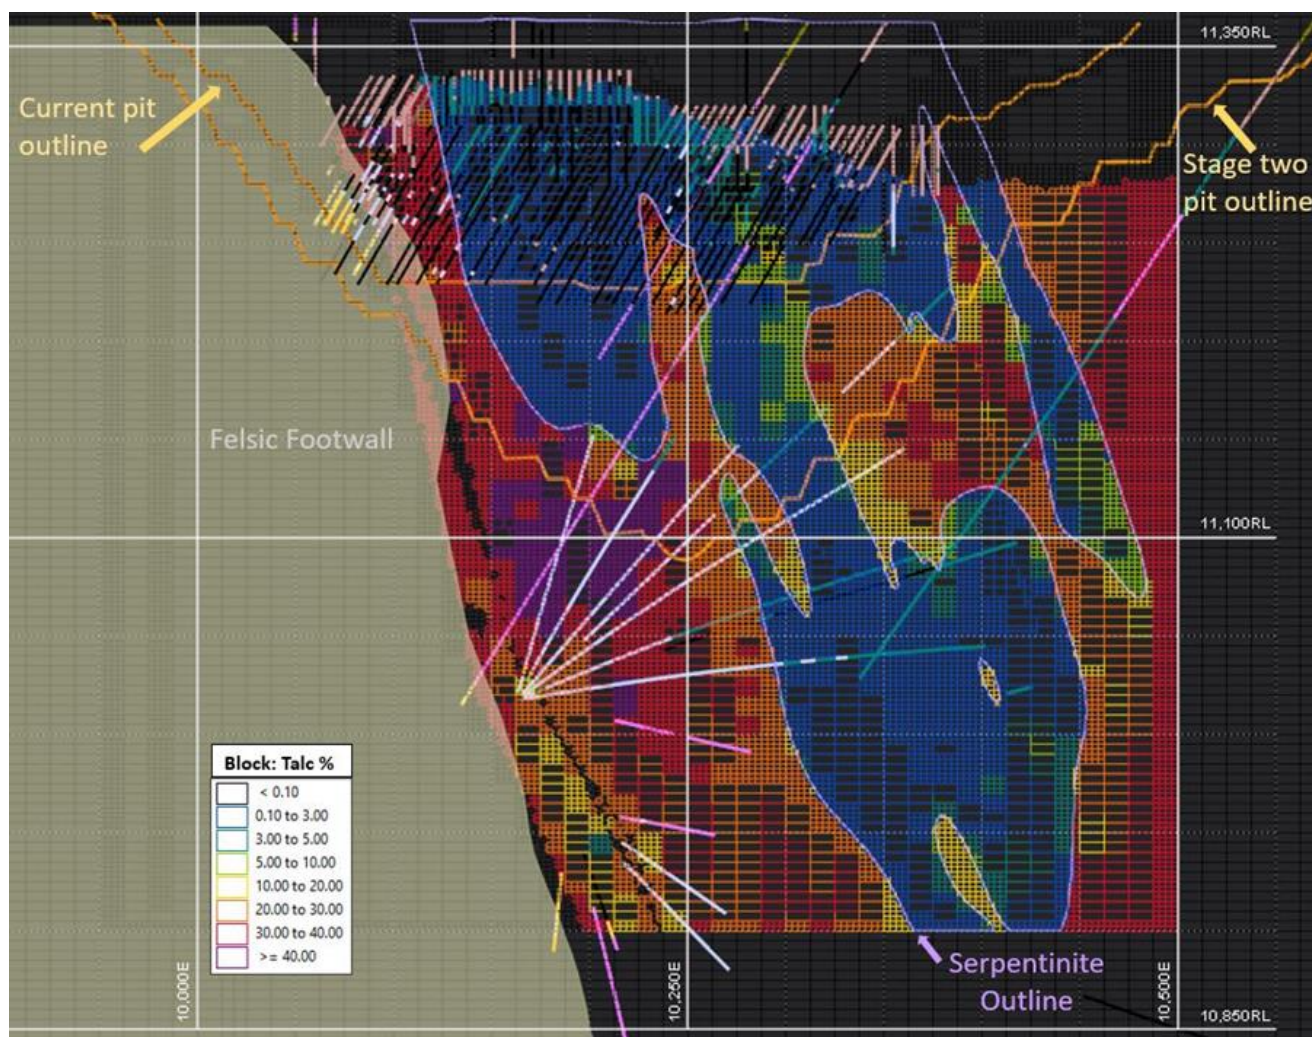 11,350RL
Current pit
outline
Stage two
pit outline
Felsic Footwall
11,100RL
Block: Talc %
< 0.10
0.10 to 3.00
3.00 to 5.00
5.00 to 10.00
10.00 to 20.00
20.00 to 30.00
30.00 to 40.00
>= 40.00
Serpentinite
Outline
10,000E
10,250E
10,500E
10,850RL